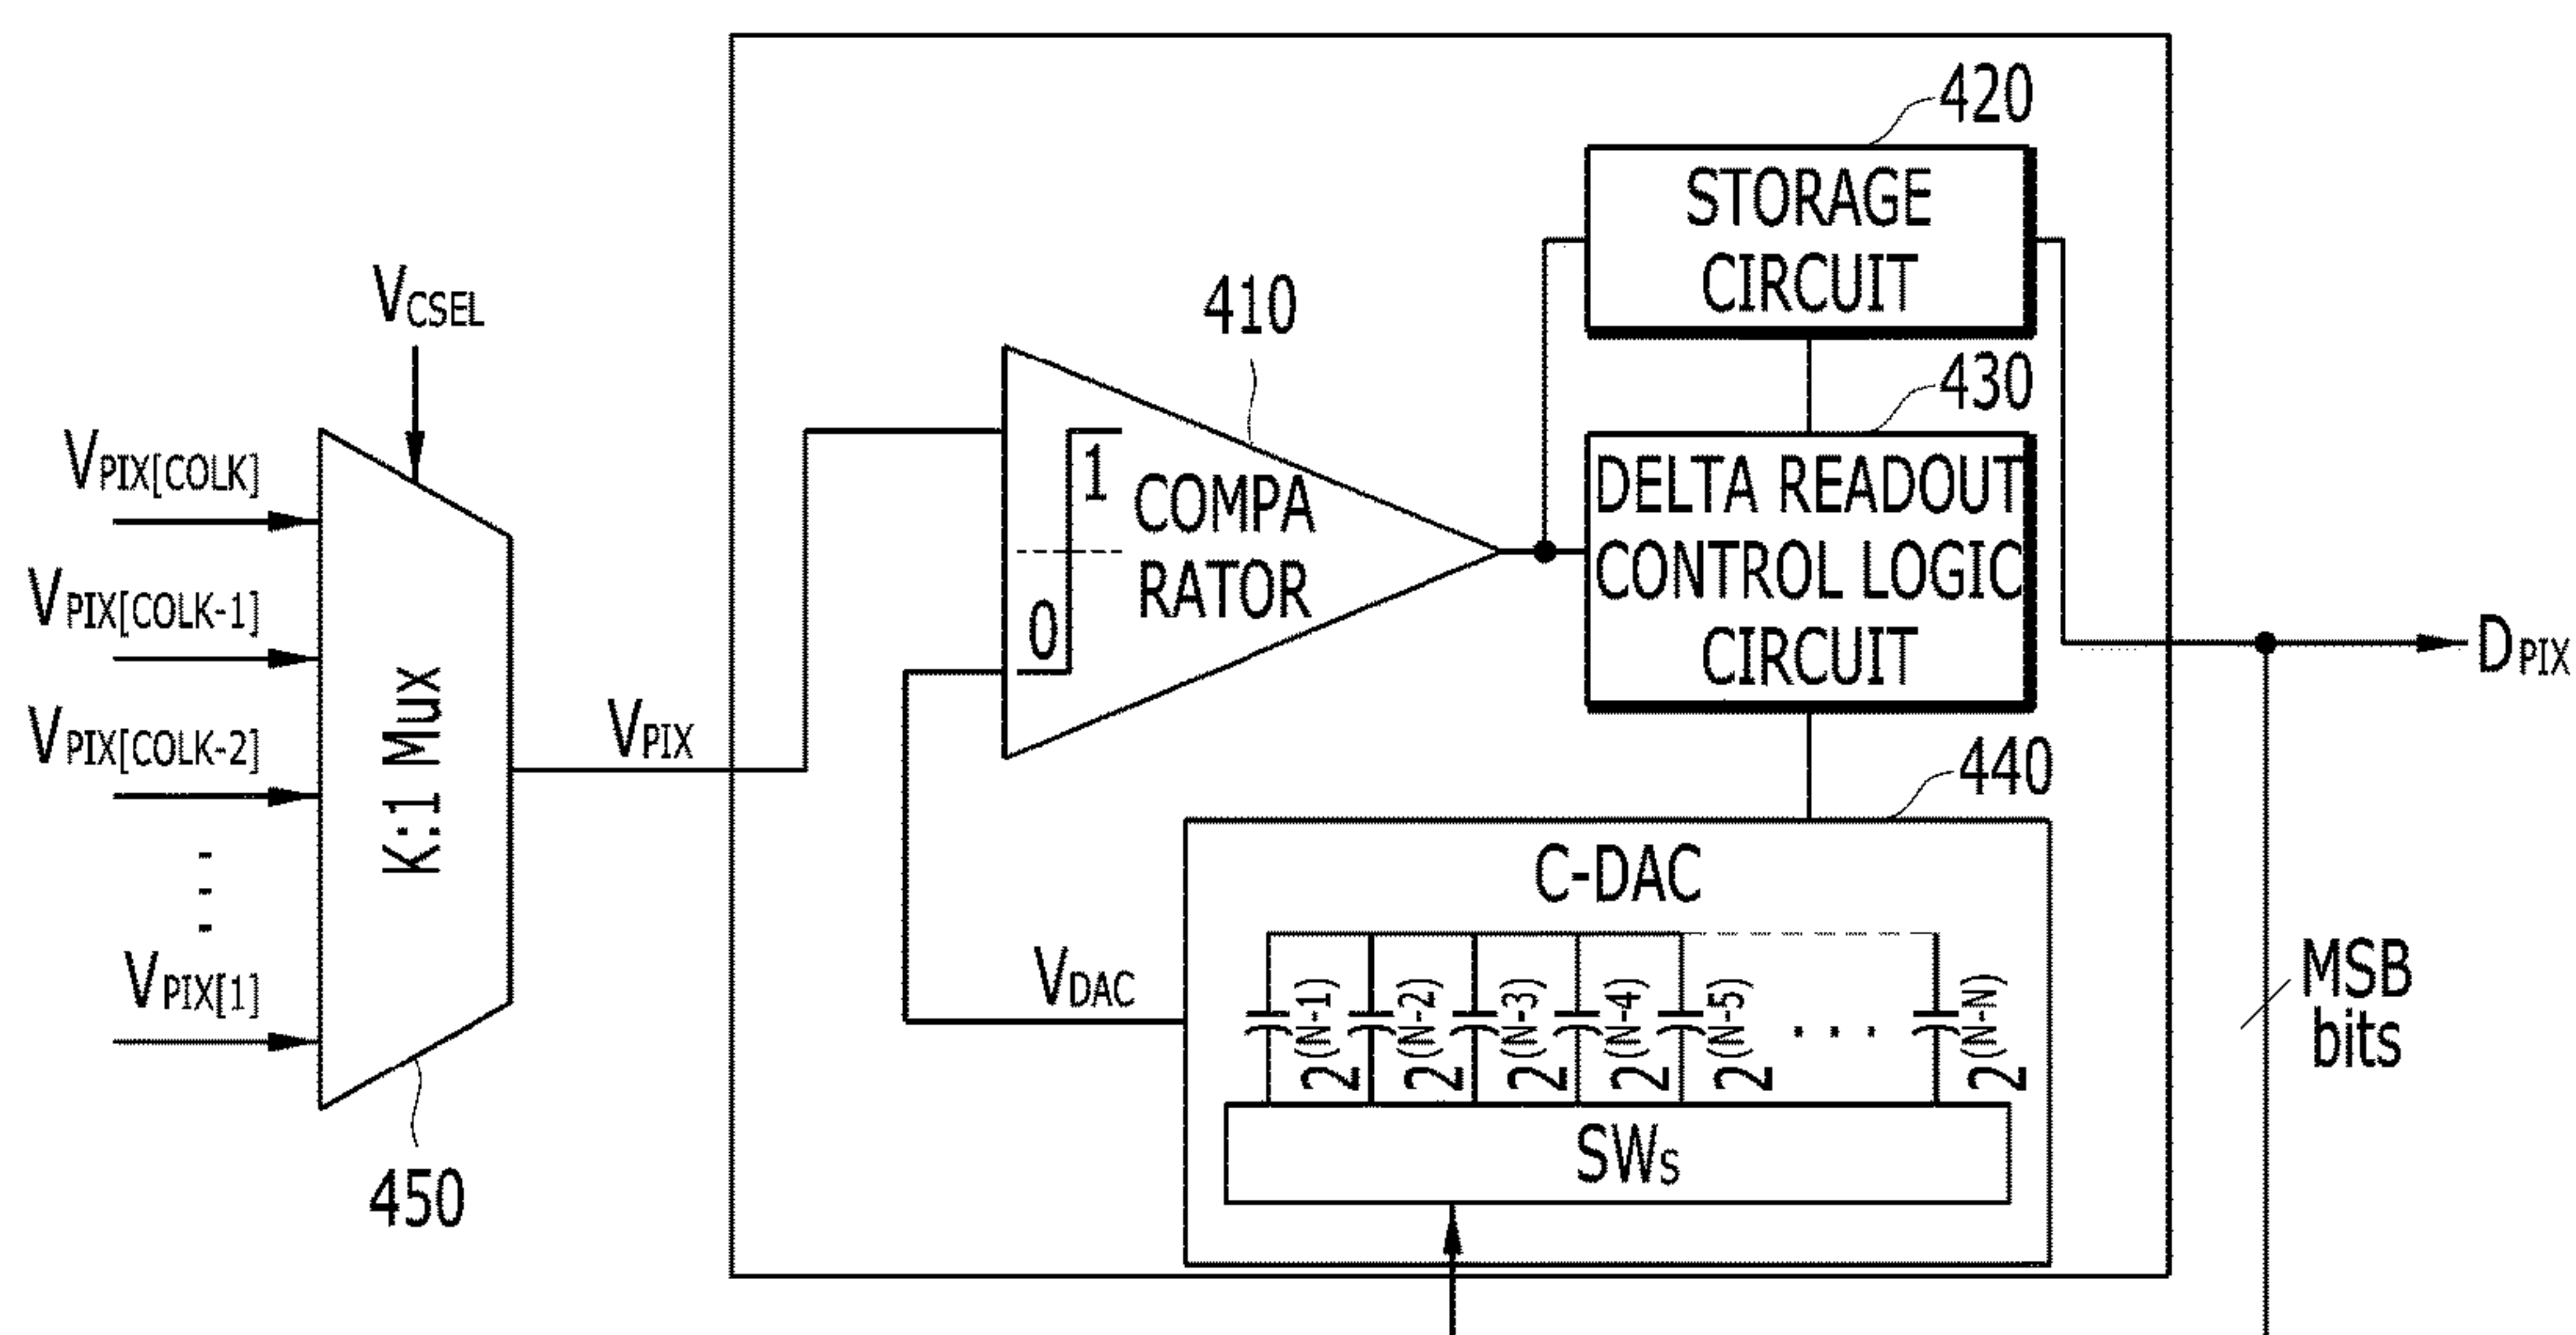 420
STORAGE
CIRCUIT
VCSEL
410
430
VPIX[COLK]
1
COMPA
RATOR
0
DELTA READOUT
CONTROL LOGIC
CIRCUIT
VPIX[COLK-1]
DPIX
VPIX[COLK-2]
K:1 Mux
VPIX
440
C-DAC
VPIX[1]
VDAC
2(N-1)
2(N-2)
2(N-3)
2(N-4)
2(N-5)
...
2(N-N)
MSB
bits
SWS
450